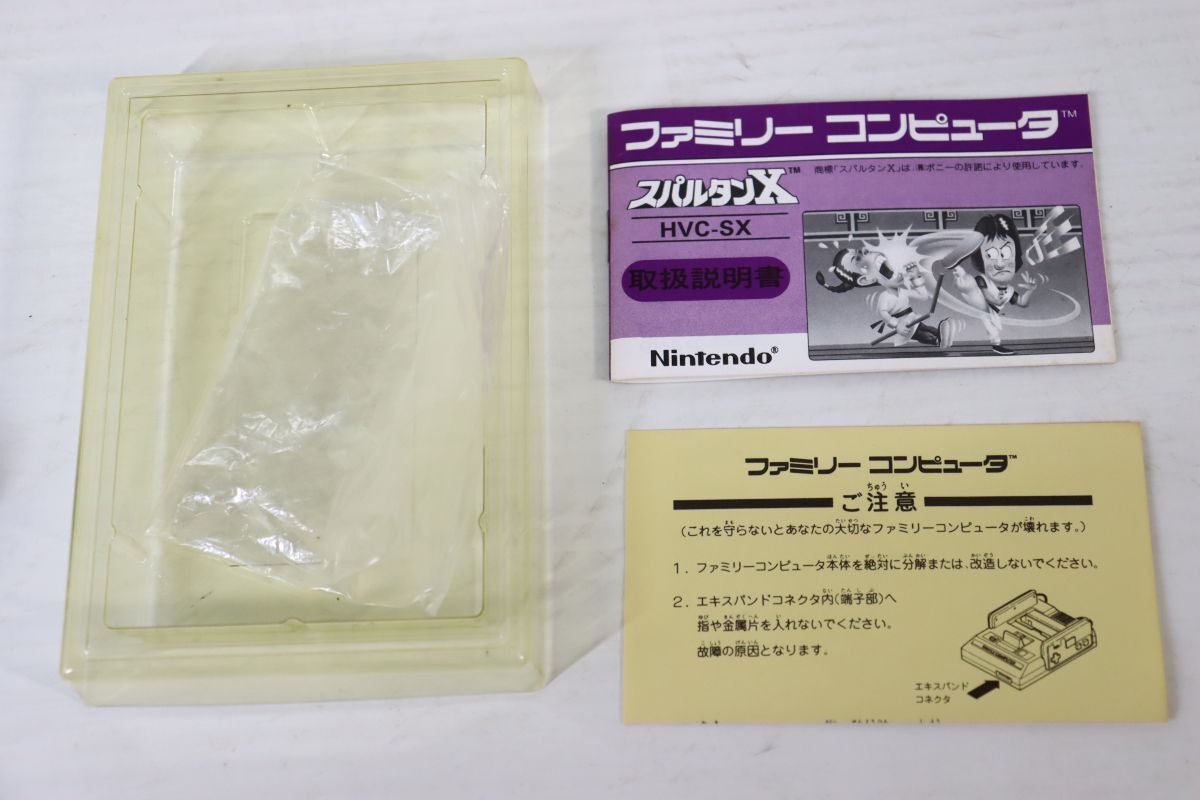 ファミリー コンピュータ™
スパルタンX™
商標「スパルタンX」は、㈱ポニーの許諾により使用しています。
HVC-SX
取扱説明書
Nintendo®
ファミリー コンピュータ™
ご注意
(これを守らないとあなたの大切なファミリーコンピュータが壊れます。)
1. ファミリーコンピュータ本体を絶対に分解または、改造しないでください。
2. エキスパンドコネクタ内(端子部)へ
指や金属片を入れないでください。
故障の原因となります。
エキスパンド
コネクタ